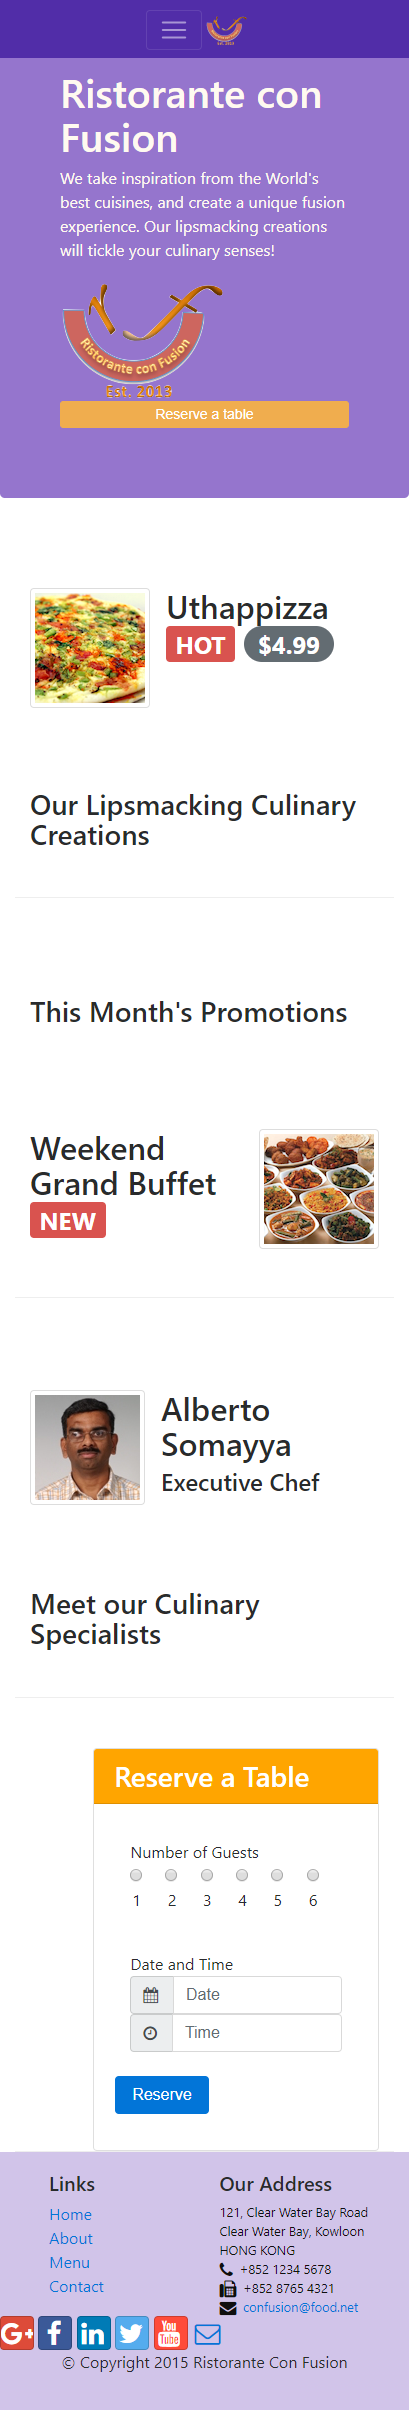 EST. 2013
Ristorante con
Fusion
We take inspiration from the World's
best cuisines, and create a unique fusion
experience. Our lipsmacking creations
will tickle your culinary senses!
Ristorante con Fusion
Est. 2013
Reserve a table
Uthappizza
HOT $4.99
Our Lipsmacking Culinary
Creations
This Month's Promotions
Weekend
Grand Buffet
NEW
Alberto
Somayya
Executive Chef
Meet our Culinary
Specialists
Reserve a Table
Number of Guests
1 2 3 4 5 6
Date and Time
Date
Time
Reserve
Links
Home
About
Menu
Contact
Our Address
121, Clear Water Bay Road
Clear Water Bay, Kowloon
HONG KONG
+852 1234 5678
+852 8765 4321
confusion@food.net
G+ f in You Tube
© Copyright 2015 Ristorante Con Fusion